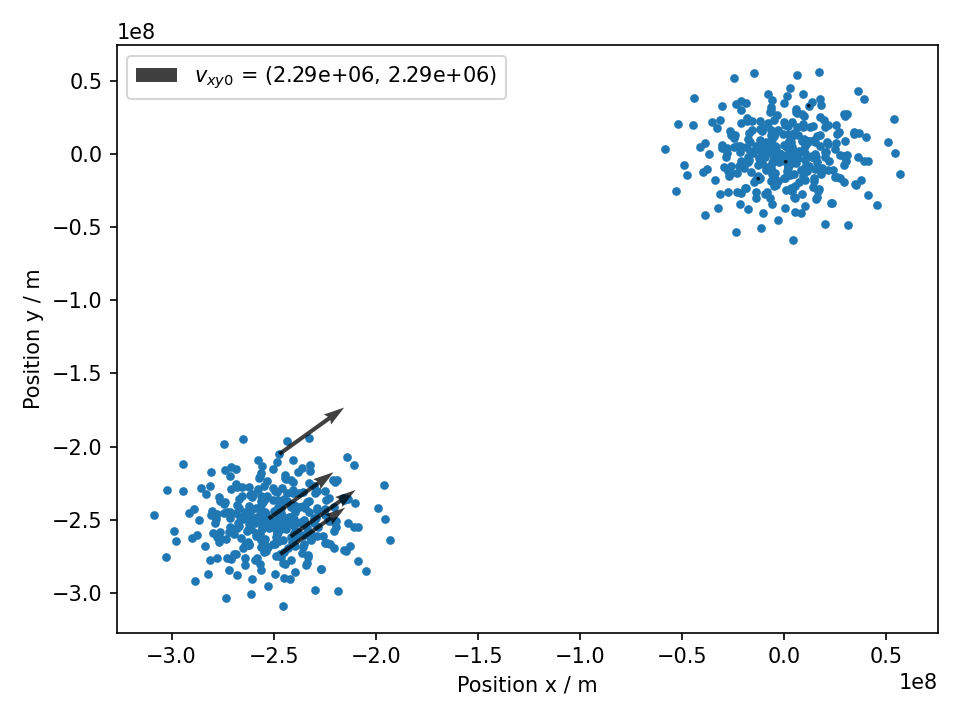 1e8
v_xy0 = (2.29e+06, 2.29e+06)
0.5
0.0
−0.5
−1.0
−1.5
−2.0
−2.5
−3.0
Position y / m
−3.0 −2.5 −2.0 −1.5 −1.0 −0.5 0.0 0.5
Position x / m
1e8